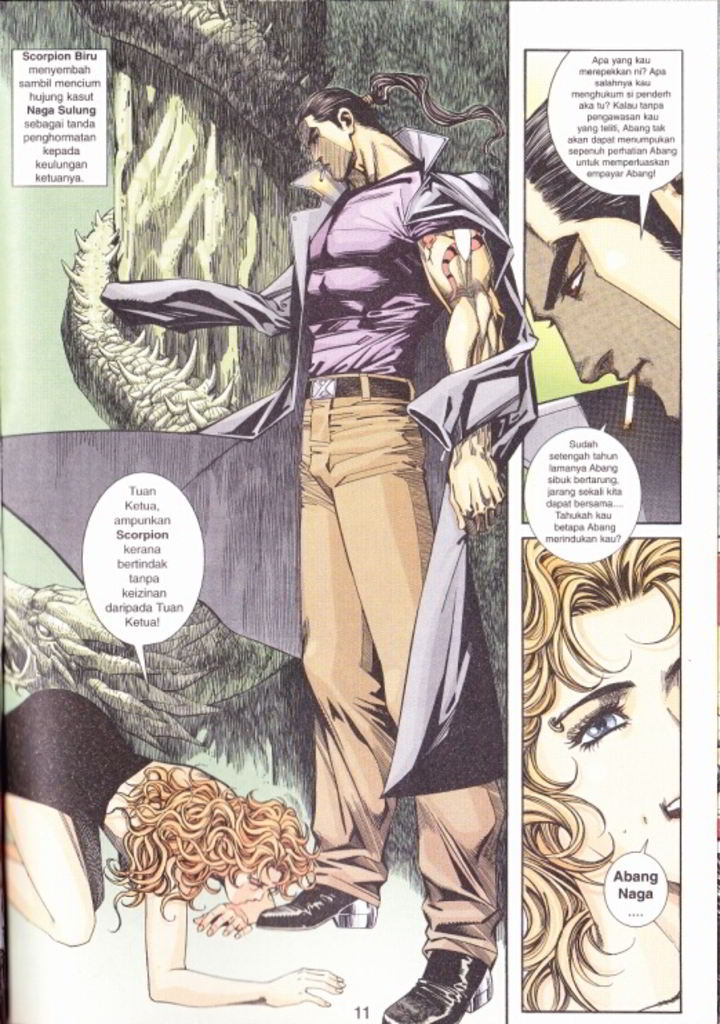 Scorpion Biru
menyembah
sambil mencium
hujung kasut
Naga Sulung
sebagai tanda
penghormatan
kepada
keulungan
ketuanya.
Tuan
Ketua,
ampunkan
Scorpion
kerana
bertindak
tanpa
keizinan
daripada Tuan
Ketua!
Apa yang kau
merepekkan ni? Apa
salahnya kau
menghukum si penderh
aka tu? Kalau tanpa
pengawasan kau
yang teliti, Abang tak
akan dapat menumpukan
sepenuh perhatian Abang
untuk memperluaskan
empayar Abang!
Sudah
setengah tahun
lamanya Abang
sibuk bertarung,
jarang sekali kita
dapat bersama....
Tahukah kau
betapa Abang
merindukan kau?
Abang
Naga
....
11